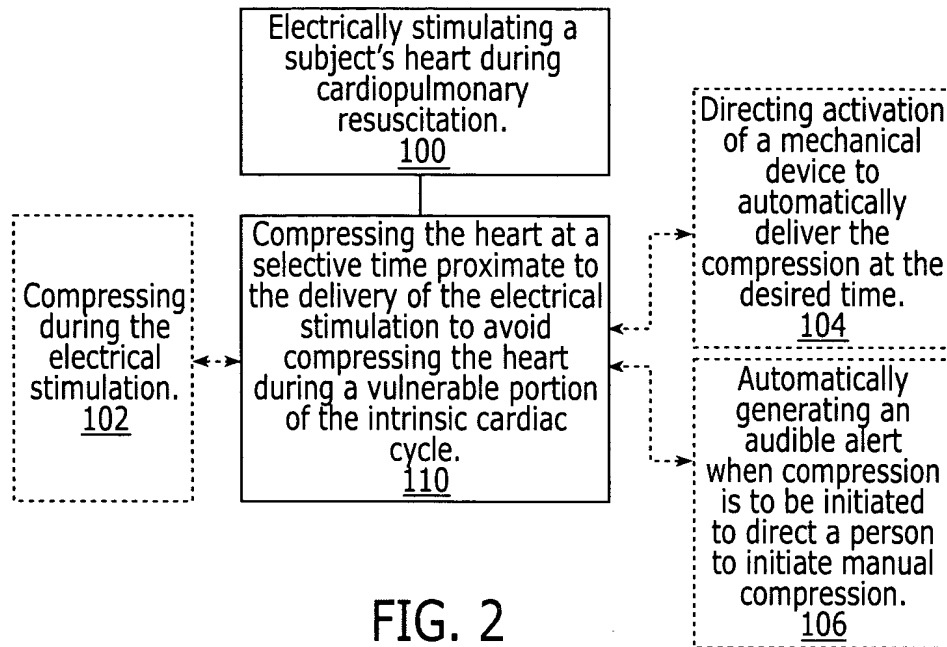 Electrically stimulating a
subject's heart during
cardiopulmonary
resuscitation.
100
Compressing the heart at a
selective time proximate to
the delivery of the electrical
stimulation to avoid
compressing the heart
during a vulnerable portion
of the intrinsic cardiac
cycle.
110
Compressing
during the
electrical
stimulation.
102
Directing activation
of a mechanical
device to
automatically
deliver the
compression at the
desired time.
104
Automatically
generating an
audible alert
when compression
is to be initiated
to direct a person
to initiate manual
compression.
106
FIG. 2